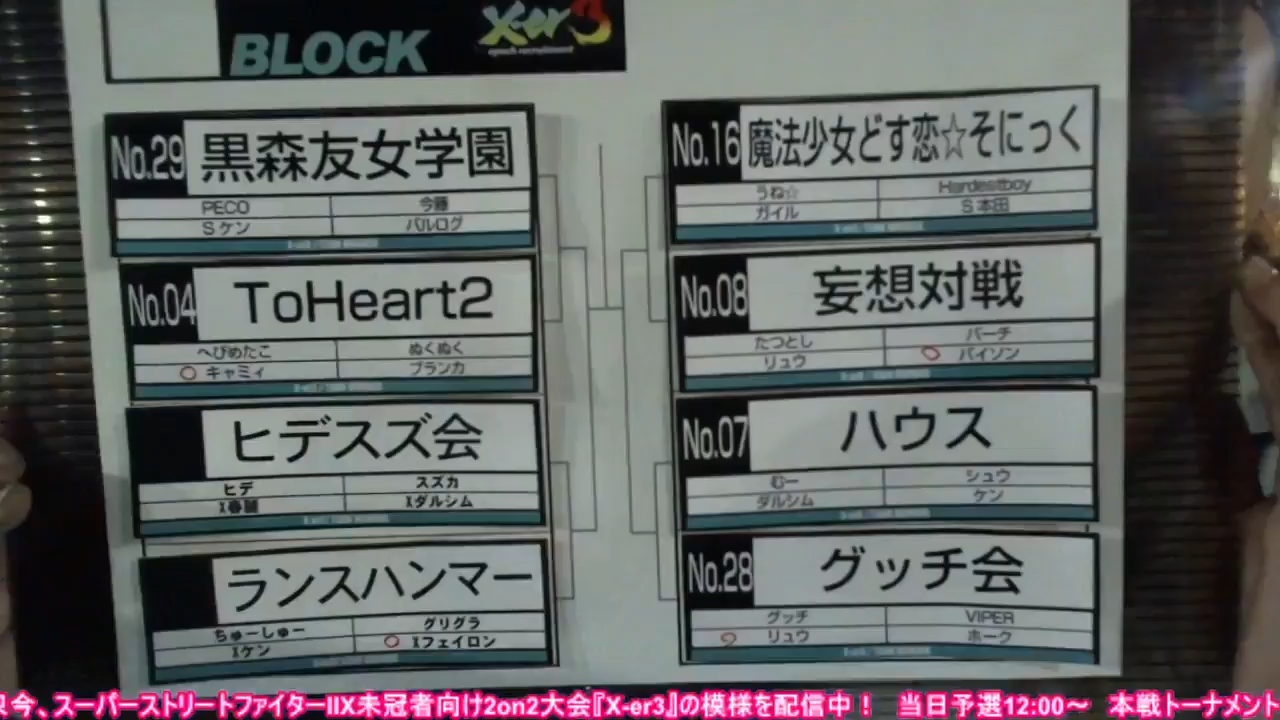 BLOCK
X-er3
epoch recruitment
No.29 黒森友女学園
PECO 今藤
Sケン バルログ
No.04 ToHeart2
へびめたこ ぬくぬく
キャミィ ブランカ
ヒデスズ会
ヒデ スズカ
X春麗 Xダルシム
ランスハンマー
ちゅーしゅー グリグラ
Xケン Xフェイロン
No.16 魔法少女どす恋☆そにっく
うね☆ Hardestboy
ガイル S本田
No.08 妄想対戦
たつとし バーチ
リュウ バイソン
No.07 ハウス
むー シュウ
ダルシム ケン
No.28 グッチ会
グッチ VIPER
リュウ ホーク
只今、スーパーストリートファイターIIX未冠者向け2on2大会『X-er3』の模様を配信中！ 当日予選12:00～ 本戦トーナメント